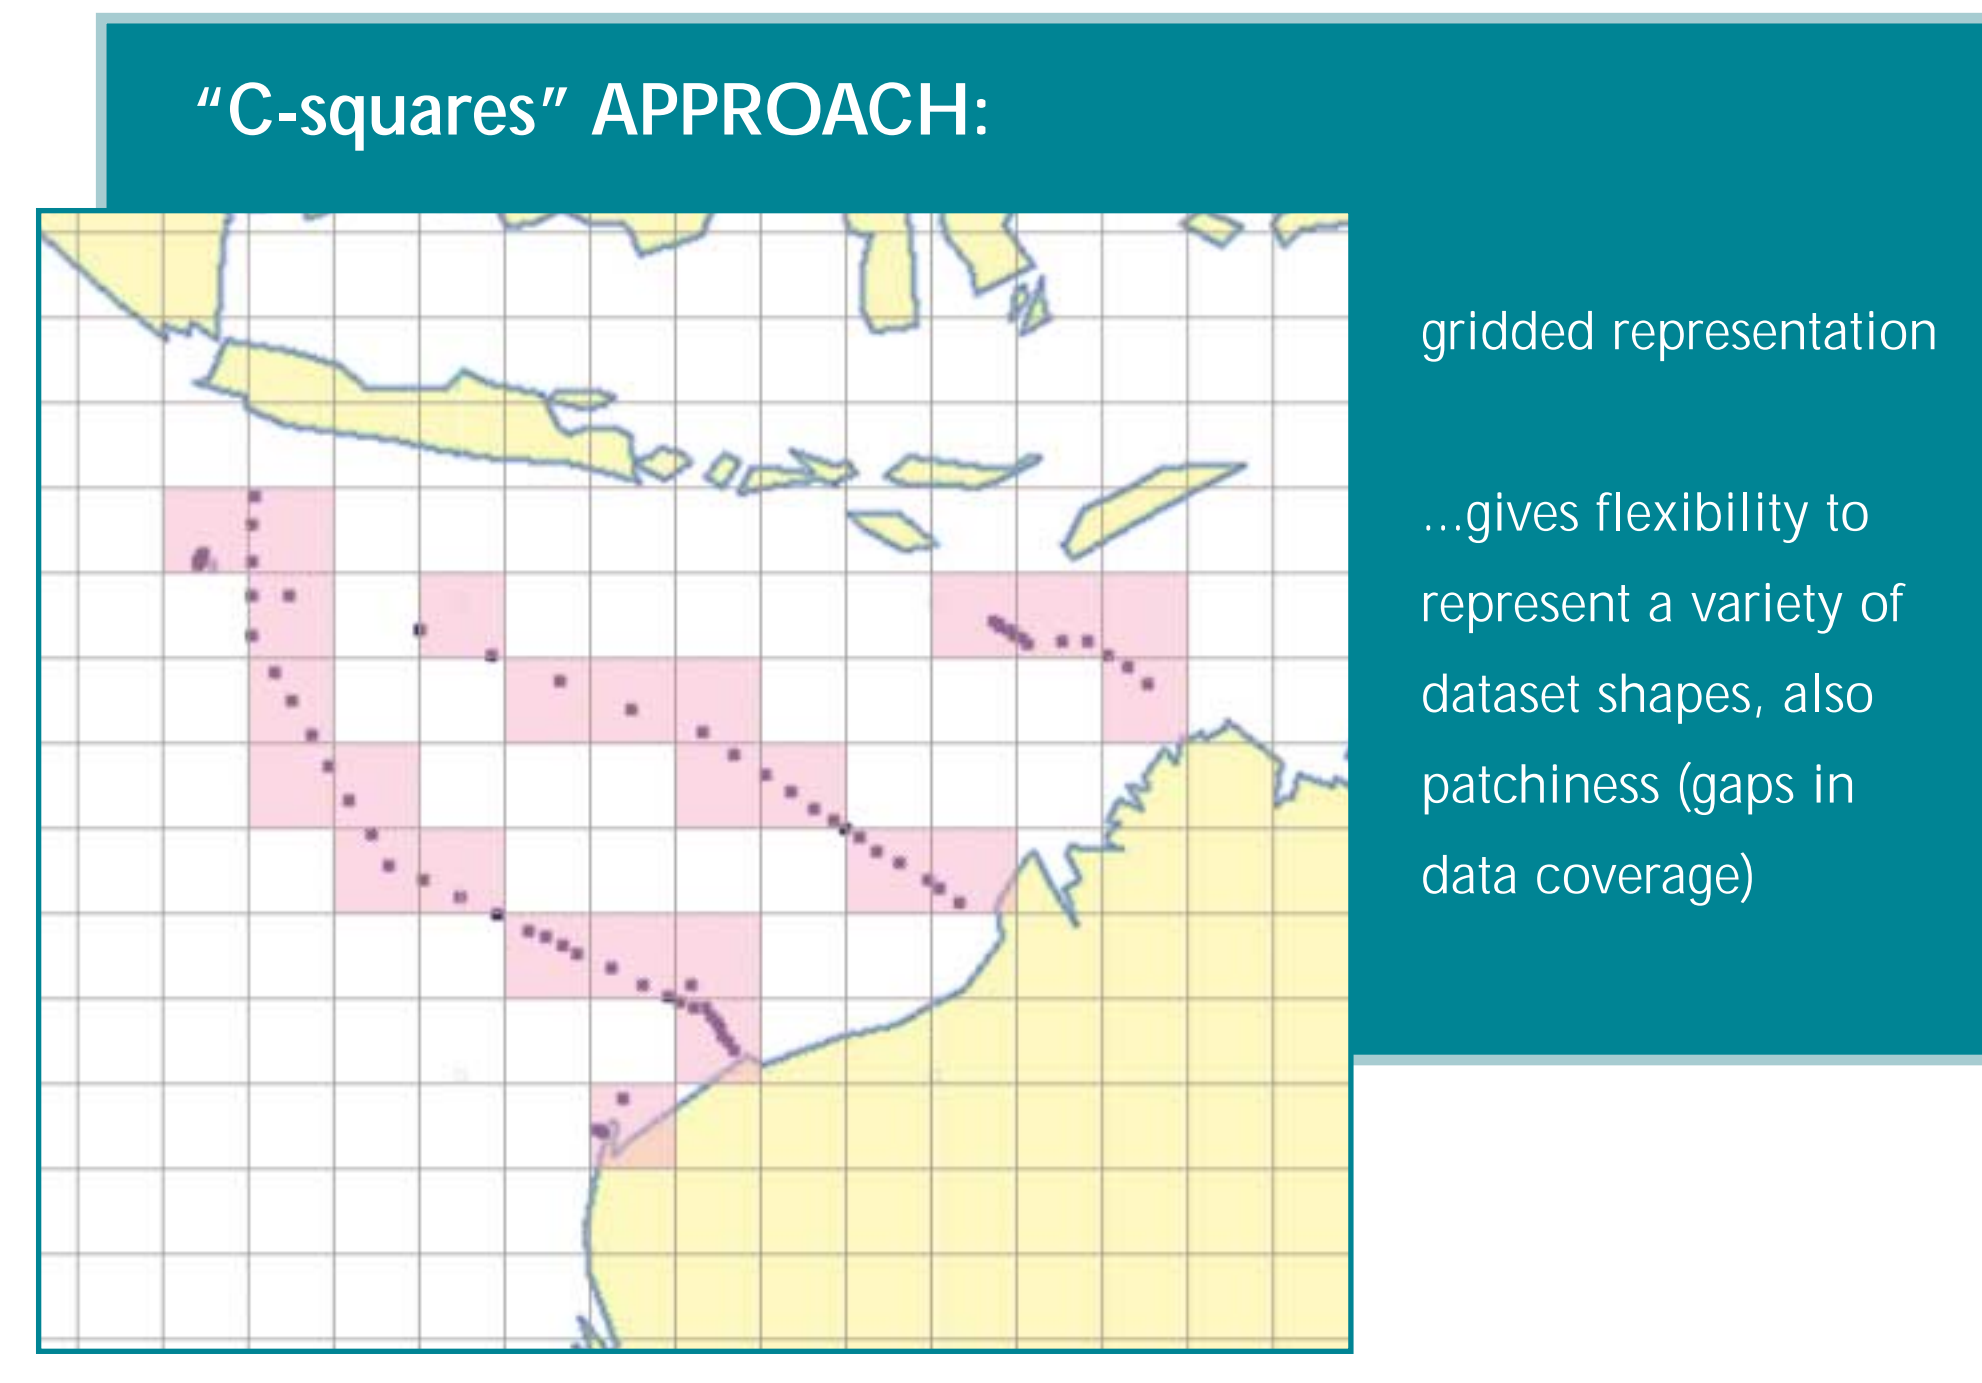 “C-squares” APPROACH:
gridded representation
...gives flexibility to
represent a variety of
dataset shapes, also
patchiness (gaps in
data coverage)